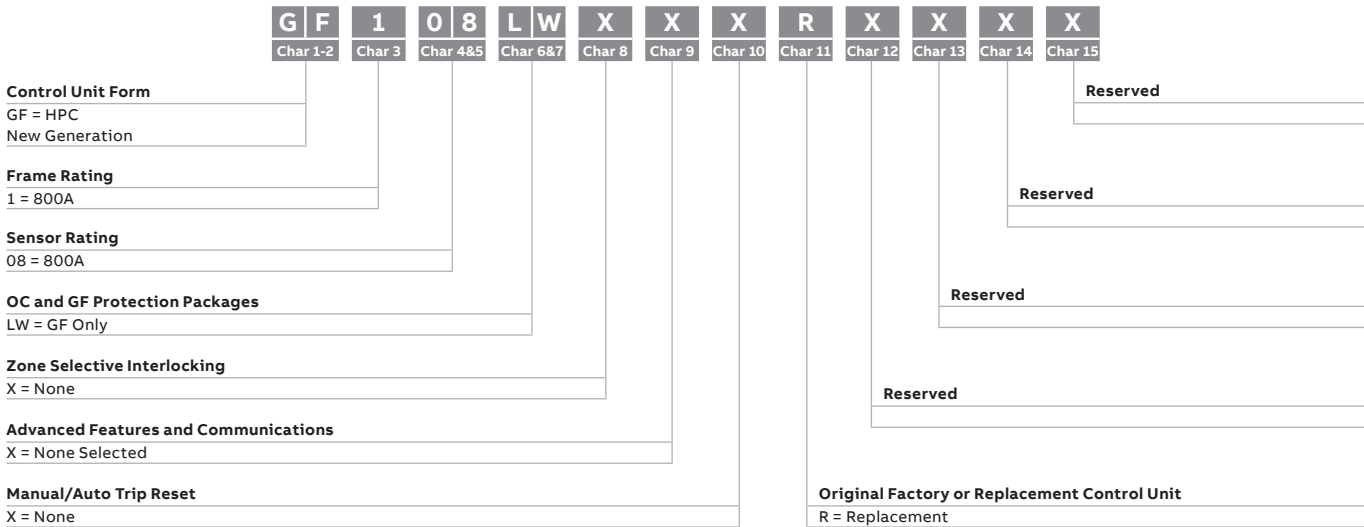 G F 1 0 8 L W X X X R X X X X
Char 1-2 Char 3 Char 4&5 Char 6&7 Char 8 Char 9 Char 10 Char 11 Char 12 Char 13 Char 14 Char 15
Control Unit Form
GF = HPC
New Generation
Frame Rating
1 = 800A
Sensor Rating
08 = 800A
OC and GF Protection Packages
LW = GF Only
Zone Selective Interlocking
X = None
Advanced Features and Communications
X = None Selected
Manual/Auto Trip Reset
X = None
Reserved
Reserved
Reserved
Reserved
Original Factory or Replacement Control Unit
R = Replacement